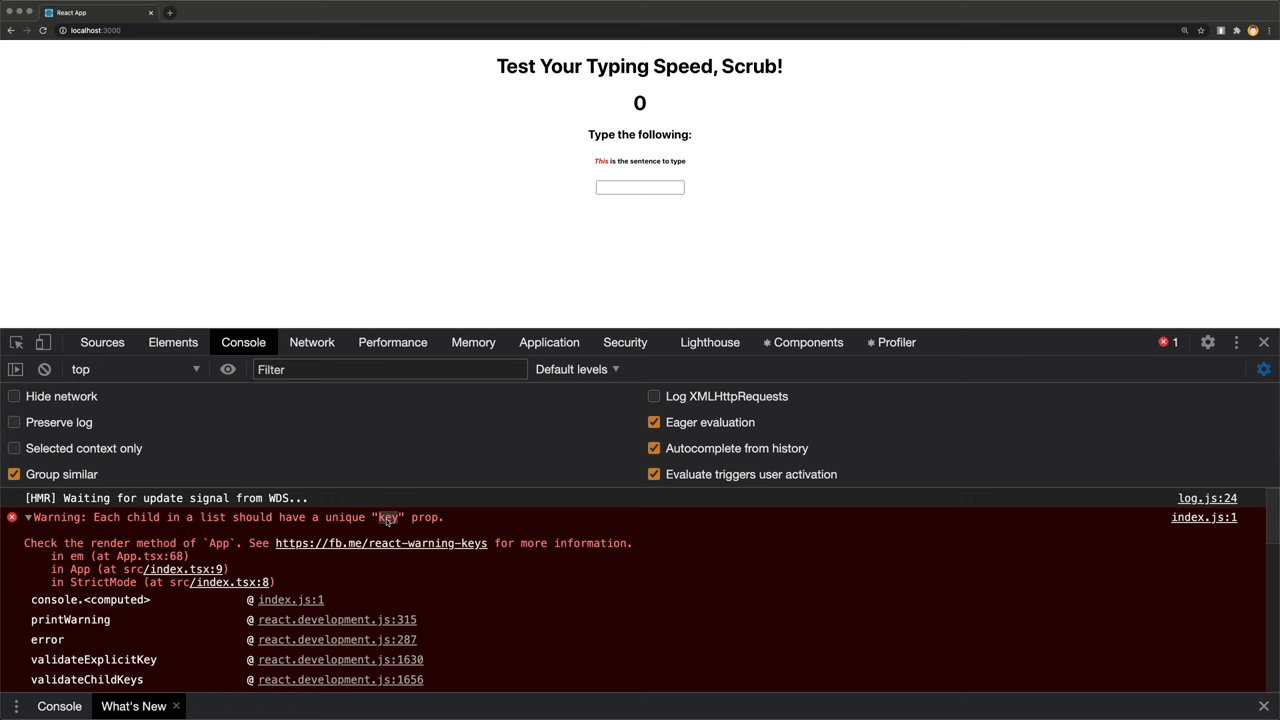 React App
localhost:3000
Test Your Typing Speed, Scrub!
0
Type the following:
This is the sentence to type
Sources Elements Console Network Performance Memory Application Security Lighthouse Components Profiler 1
top Filter Default levels
Hide network Log XMLHttpRequests
Preserve log Eager evaluation
Selected context only Autocomplete from history
Group similar Evaluate triggers user activation
[HMR] Waiting for update signal from WDS... log.js:24
Warning: Each child in a list should have a unique "key" prop. index.js:1
Check the render method of `App`. See https://fb.me/react-warning-keys for more information.
in em (at App.tsx:68)
in App (at src/index.tsx:9)
in StrictMode (at src/index.tsx:8)
console.<computed> @ index.js:1
printWarning @ react.development.js:315
error @ react.development.js:287
validateExplicitKey @ react.development.js:1630
validateChildKeys @ react.development.js:1656
Console What's New